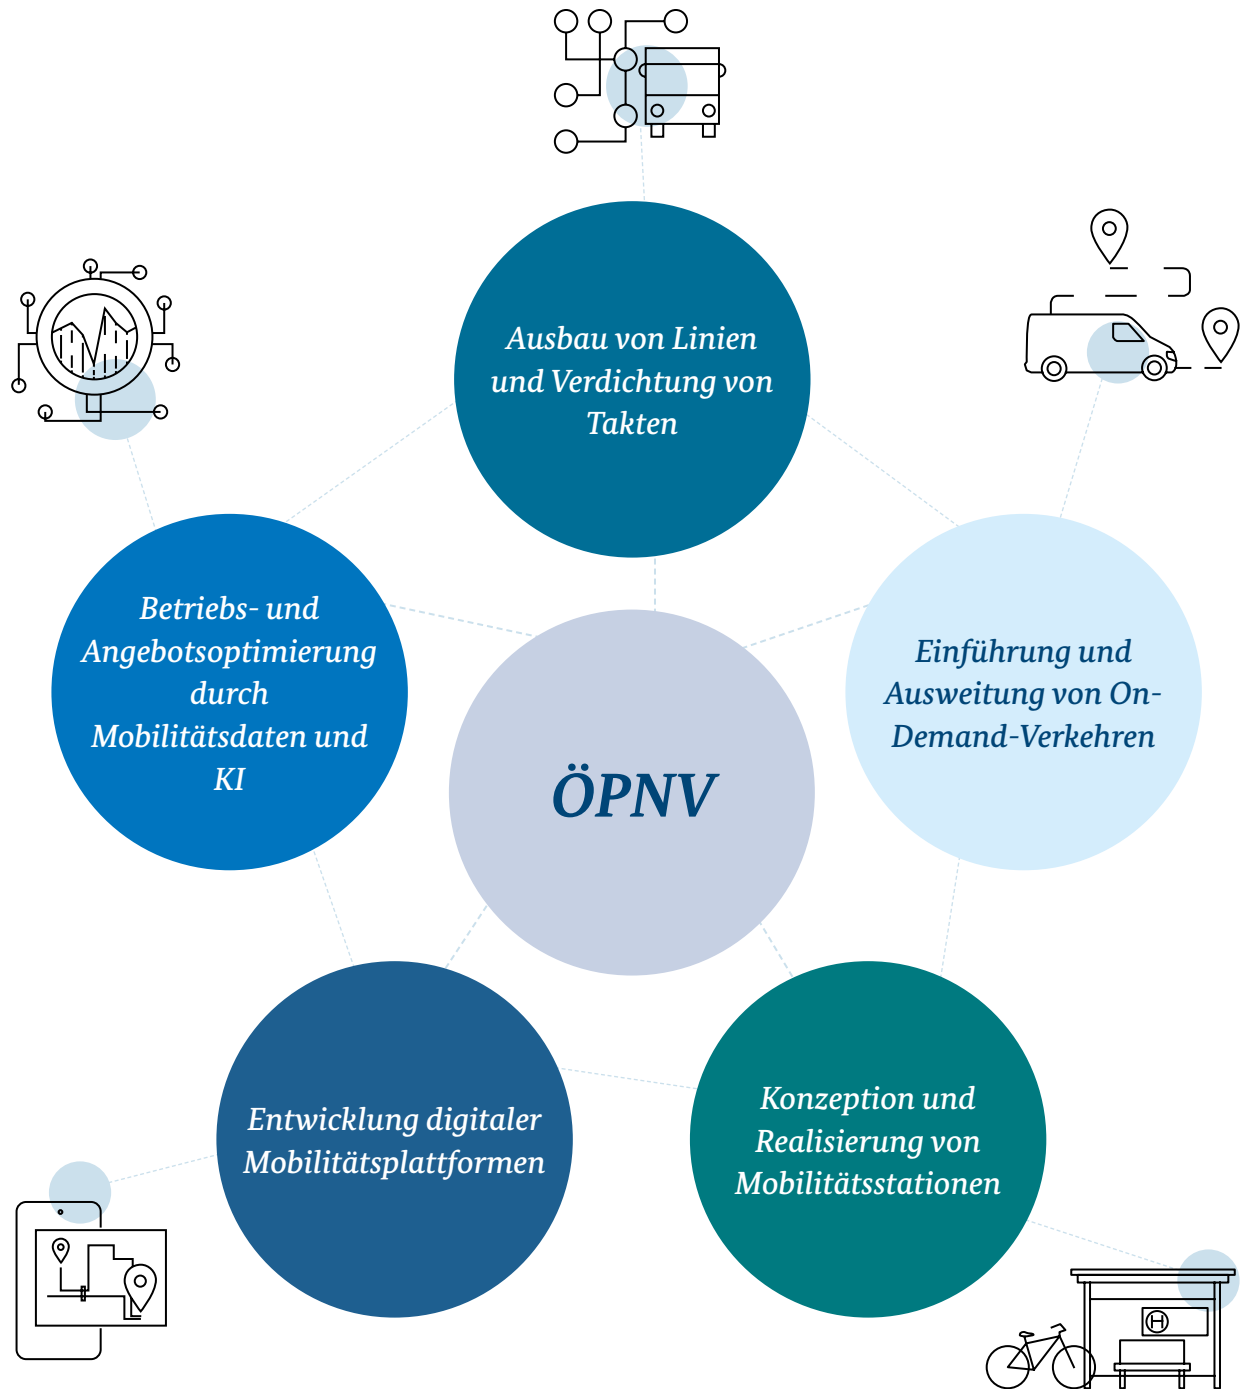 Ausbau von Linien
und Verdichtung von
Takten
Betriebs- und
Angebotsoptimierung
durch
Mobilitätsdaten und
KI
Einführung und
Ausweitung von On-
Demand-Verkehren
ÖPNV
Entwicklung digitaler
Mobilitätsplattformen
Konzeption und
Realisierung von
Mobilitätsstationen
H